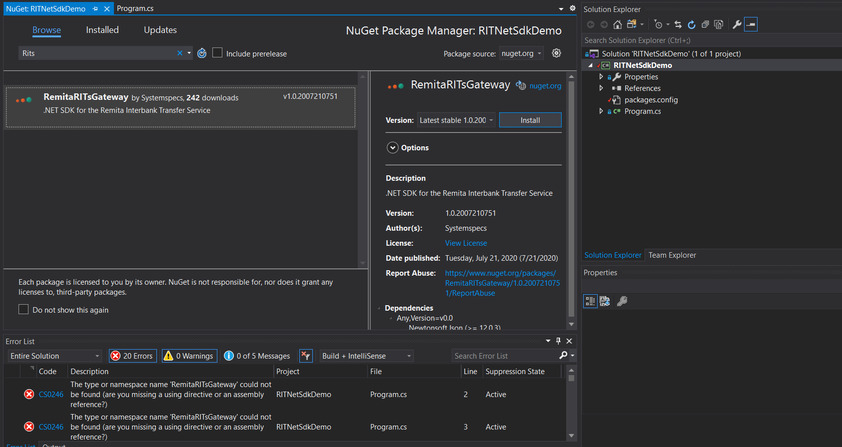 NuGet: RITNetSdkDemo
Program.cs
Browse Installed Updates
NuGet Package Manager: RITNetSdkDemo
Rits
Include prerelease
Package source: nuget.org
RemitaRITsGateway by Systemspecs, 242 downloads
v1.0.2007210751
.NET SDK for the Remita Interbank Transfer Service
Each package is licensed to you by its owner. NuGet is not responsible for, nor does it grant any
licenses to, third-party packages.
Do not show this again
RemitaRITsGateway
nuget.org
Version: Latest stable 1.0.200
Install
Options
Description
.NET SDK for the Remita Interbank Transfer Service
Version: 1.0.2007210751
Author(s): Systemspecs
License: View License
Date published: Tuesday, July 21, 2020 (7/21/2020)
Report Abuse: https://www.nuget.org/packages/
RemitaRITsGateway/1.0.200721075
1/ReportAbuse
Dependencies
Any,Version=v0.0
Newtonsoft.Json (>= 12.0.3)
Error List
Entire Solution
20 Errors
0 Warnings
0 of 5 Messages
Build + IntelliSense
Search Error List
Code Description Project File Line Suppression State
CS0246 The type or namespace name 'RemitaRITsGateway' could not
be found (are you missing a using directive or an assembly
reference?)
RITNetSdkDemo Program.cs 2 Active
CS0246 The type or namespace name 'RemitaRITsGateway' could not
be found (are you missing a using directive or an assembly
reference?)
RITNetSdkDemo Program.cs 3 Active
Error List Output
Solution Explorer
Search Solution Explorer (Ctrl+;)
Solution 'RITNetSdkDemo' (1 of 1 project)
RITNetSdkDemo
Properties
References
packages.config
Program.cs
Solution Explorer Team Explorer
Properties